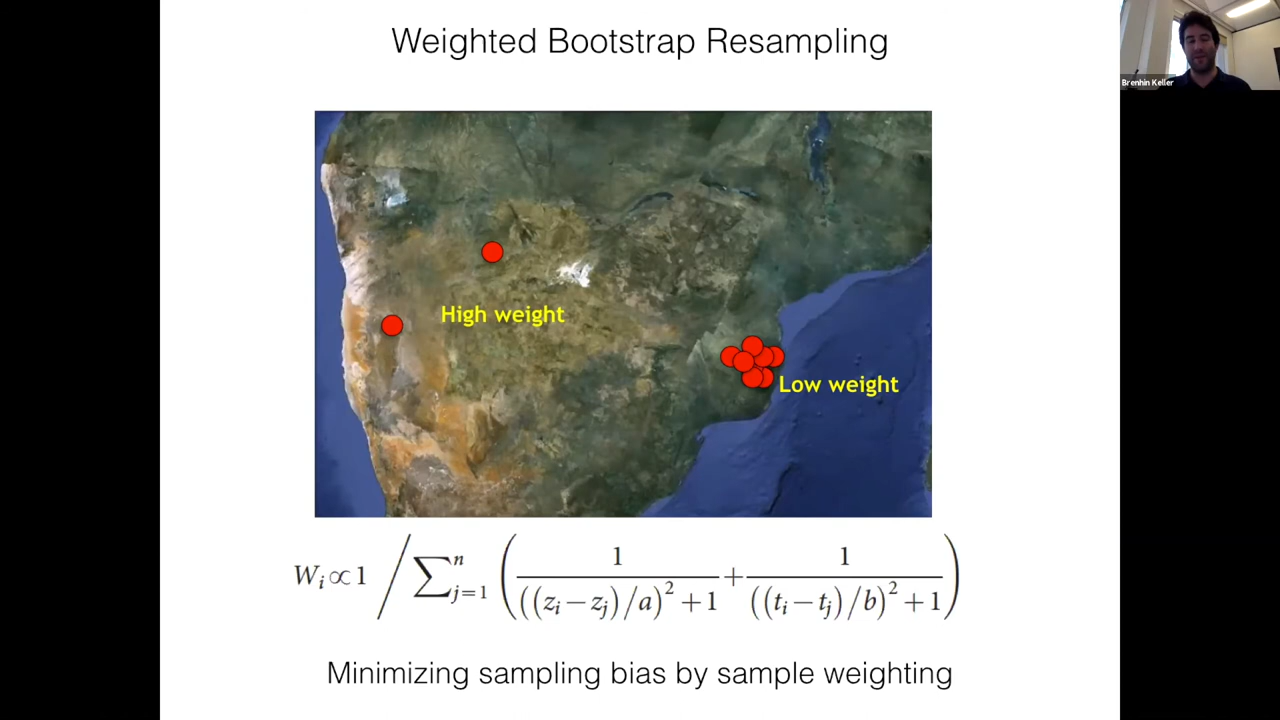 Weighted Bootstrap Resampling
Brenhin Keller
High weight
Low weight
W_i ∝ 1 / ∑_{j=1}^{n} ( 1/(((z_i − z_j)/a)^2 + 1) + 1/(((t_i − t_j)/b)^2 + 1) )
Minimizing sampling bias by sample weighting